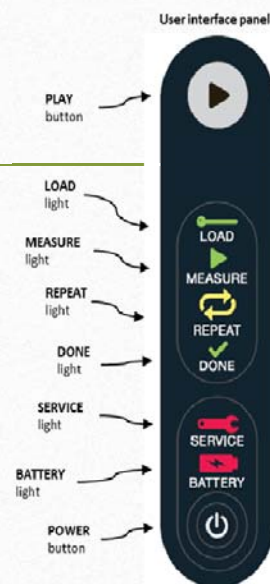 User interface panel
PLAY
button
LOAD
light
LOAD
MEASURE
light
MEASURE
REPEAT
light
REPEAT
DONE
light
DONE
SERVICE
light
SERVICE
BATTERY
light
BATTERY
POWER
button